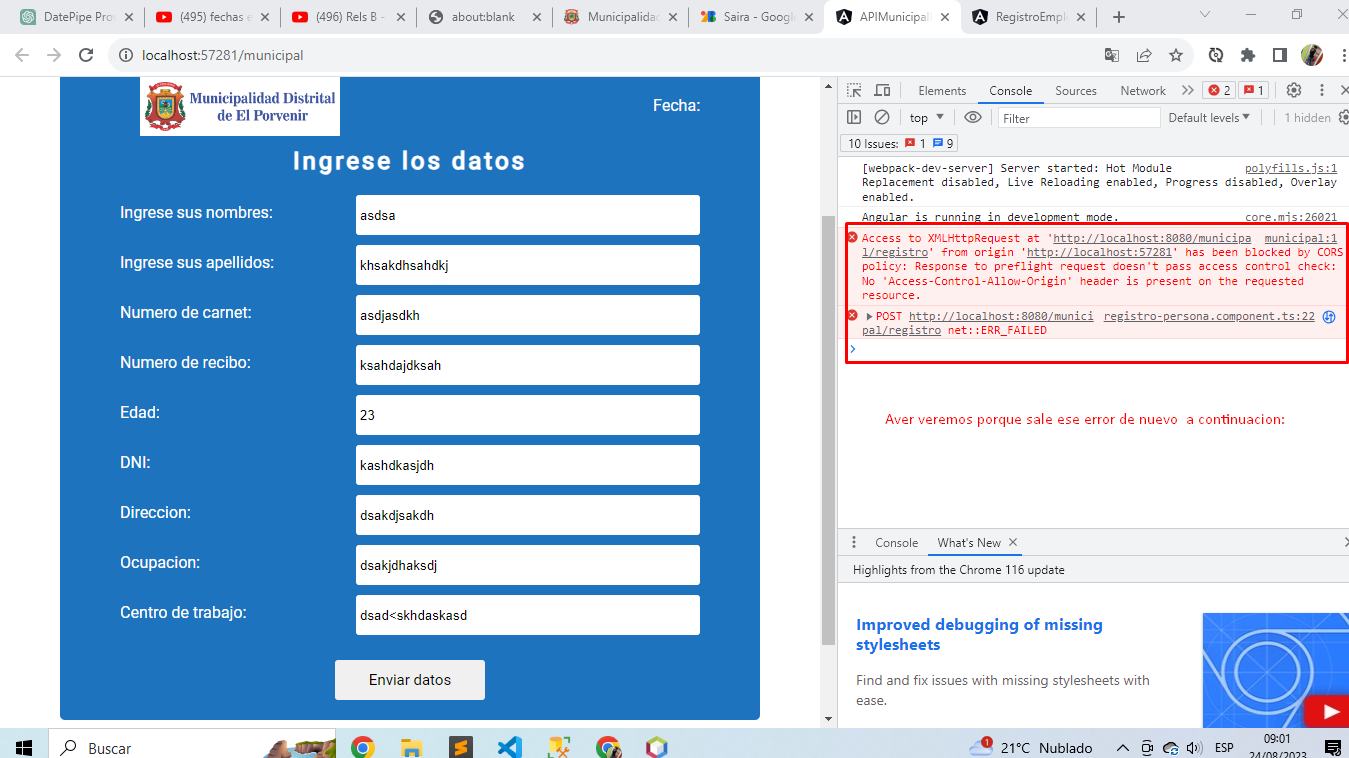 DatePipe Pro
(495) fechas e
(496) Rels B -
about:blank
Municipalidad
Saira - Google
APIMunicipal
RegistroEmpl
localhost:57281/municipal
Municipalidad Distrital
de El Porvenir
Fecha:
Ingrese los datos
Ingrese sus nombres:
asdsa
Ingrese sus apellidos:
khsakdhsahdkj
Numero de carnet:
asdjasdkh
Numero de recibo:
ksahdajdksah
Edad:
23
DNI:
kashdkasjdh
Direccion:
dsakdjsakdh
Ocupacion:
dsakjdhaksdj
Centro de trabajo:
dsad<skhdaskasd
Enviar datos
Elements Console Sources Network 2 1
top Filter Default levels 1 hidden
10 Issues: 1 9
[webpack-dev-server] Server started: Hot Module polyfills.js:1
Replacement disabled, Live Reloading enabled, Progress disabled, Overlay
enabled.
Angular is running in development mode. core.mjs:26021
Access to XMLHttpRequest at 'http://localhost:8080/municipa municipal:1
l/registro' from origin 'http://localhost:57281' has been blocked by CORS
policy: Response to preflight request doesn't pass access control check:
No 'Access-Control-Allow-Origin' header is present on the requested
resource.
POST http://localhost:8080/munici registro-persona.component.ts:22
pal/registro net::ERR_FAILED
Aver veremos porque sale ese error de nuevo a continuacion:
Console What's New
Highlights from the Chrome 116 update
Improved debugging of missing
stylesheets
Find and fix issues with missing stylesheets with
ease.
Buscar
1
21°C Nublado
ESP
09:01
24/08/2023